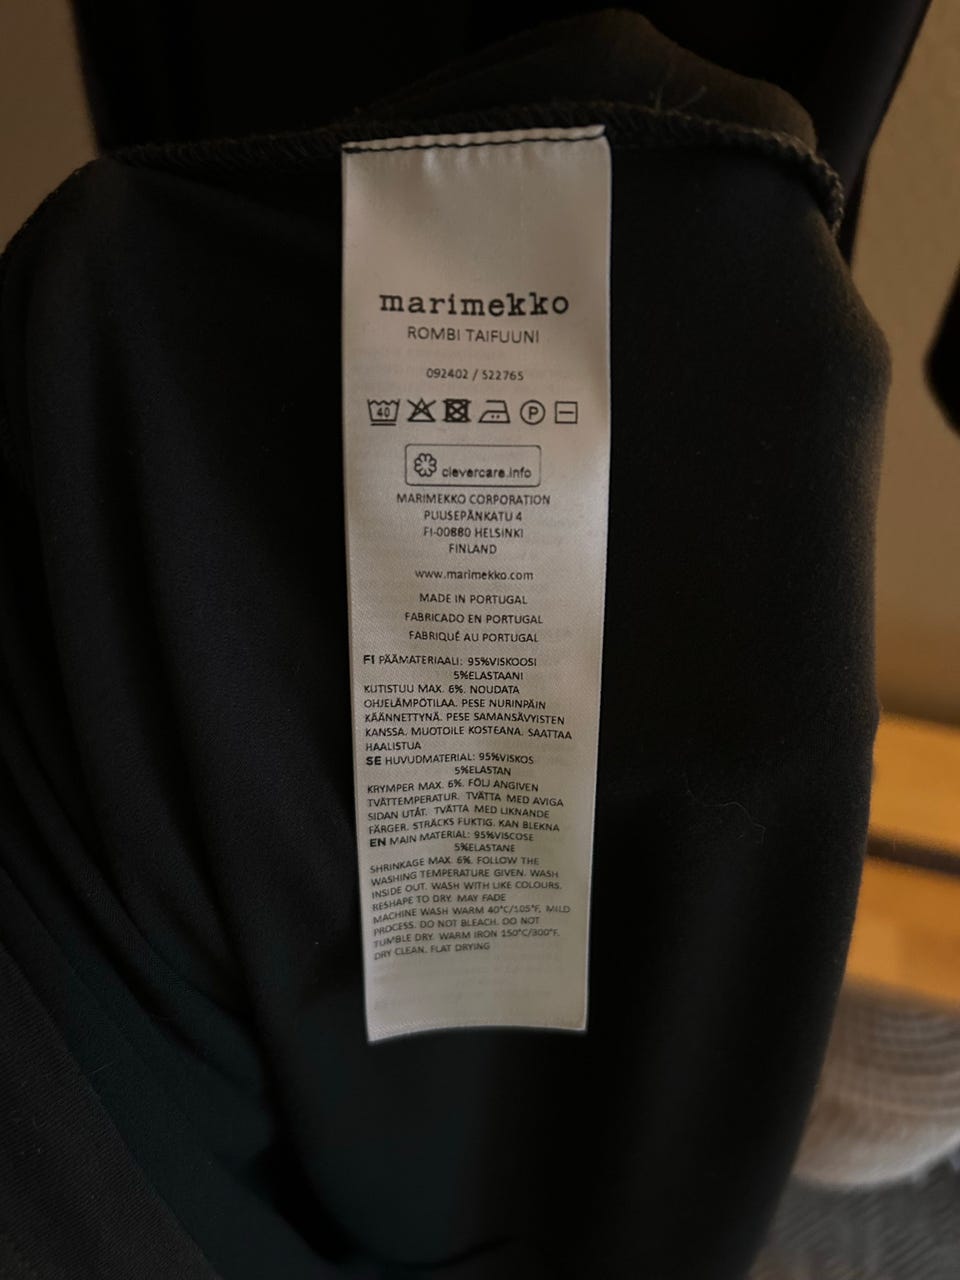 marimekko
ROMBI TAIFUUNI
092402 / 522765
40
P
clevercare.info
MARIMEKKO CORPORATION
PUUSEPÄNKATU 4
FI-00880 HELSINKI
FINLAND
www.marimekko.com
MADE IN PORTUGAL
FABRICADO EN PORTUGAL
FABRIQUÉ AU PORTUGAL
FI PÄÄMATERIAALI: 95%VISKOOSI
5%ELASTAANI
KUTISTUU MAX. 6%. NOUDATA
OHJELÄMPÖTILAA. PESE NURINPÄIN
KÄÄNNETTYNÄ. PESE SAMANSÄVYISTEN
KANSSA. MUOTOILE KOSTEANA. SAATTAA
HAALISTUA
SE HUVUDMATERIAL: 95%VISKOS
5%ELASTAN
KRYMPER MAX. 6%. FÖLJ ANGIVEN
TVÄTTEMPERATUR. TVÄTTA MED AVIGA
SIDAN UTÅT. TVÄTTA MED LIKNANDE
FÄRGER. STRÄCKS FUKTIG. KAN BLEKNA
EN MAIN MATERIAL: 95%VISCOSE
5%ELASTANE
SHRINKAGE MAX. 6%. FOLLOW THE
WASHING TEMPERATURE GIVEN. WASH
INSIDE OUT. WASH WITH LIKE COLOURS.
RESHAPE TO DRY. MAY FADE
MACHINE WASH WARM 40°C/105°F, MILD
PROCESS. DO NOT BLEACH. DO NOT
TUMBLE DRY. WARM IRON 150°C/300°F.
DRY CLEAN. FLAT DRYING